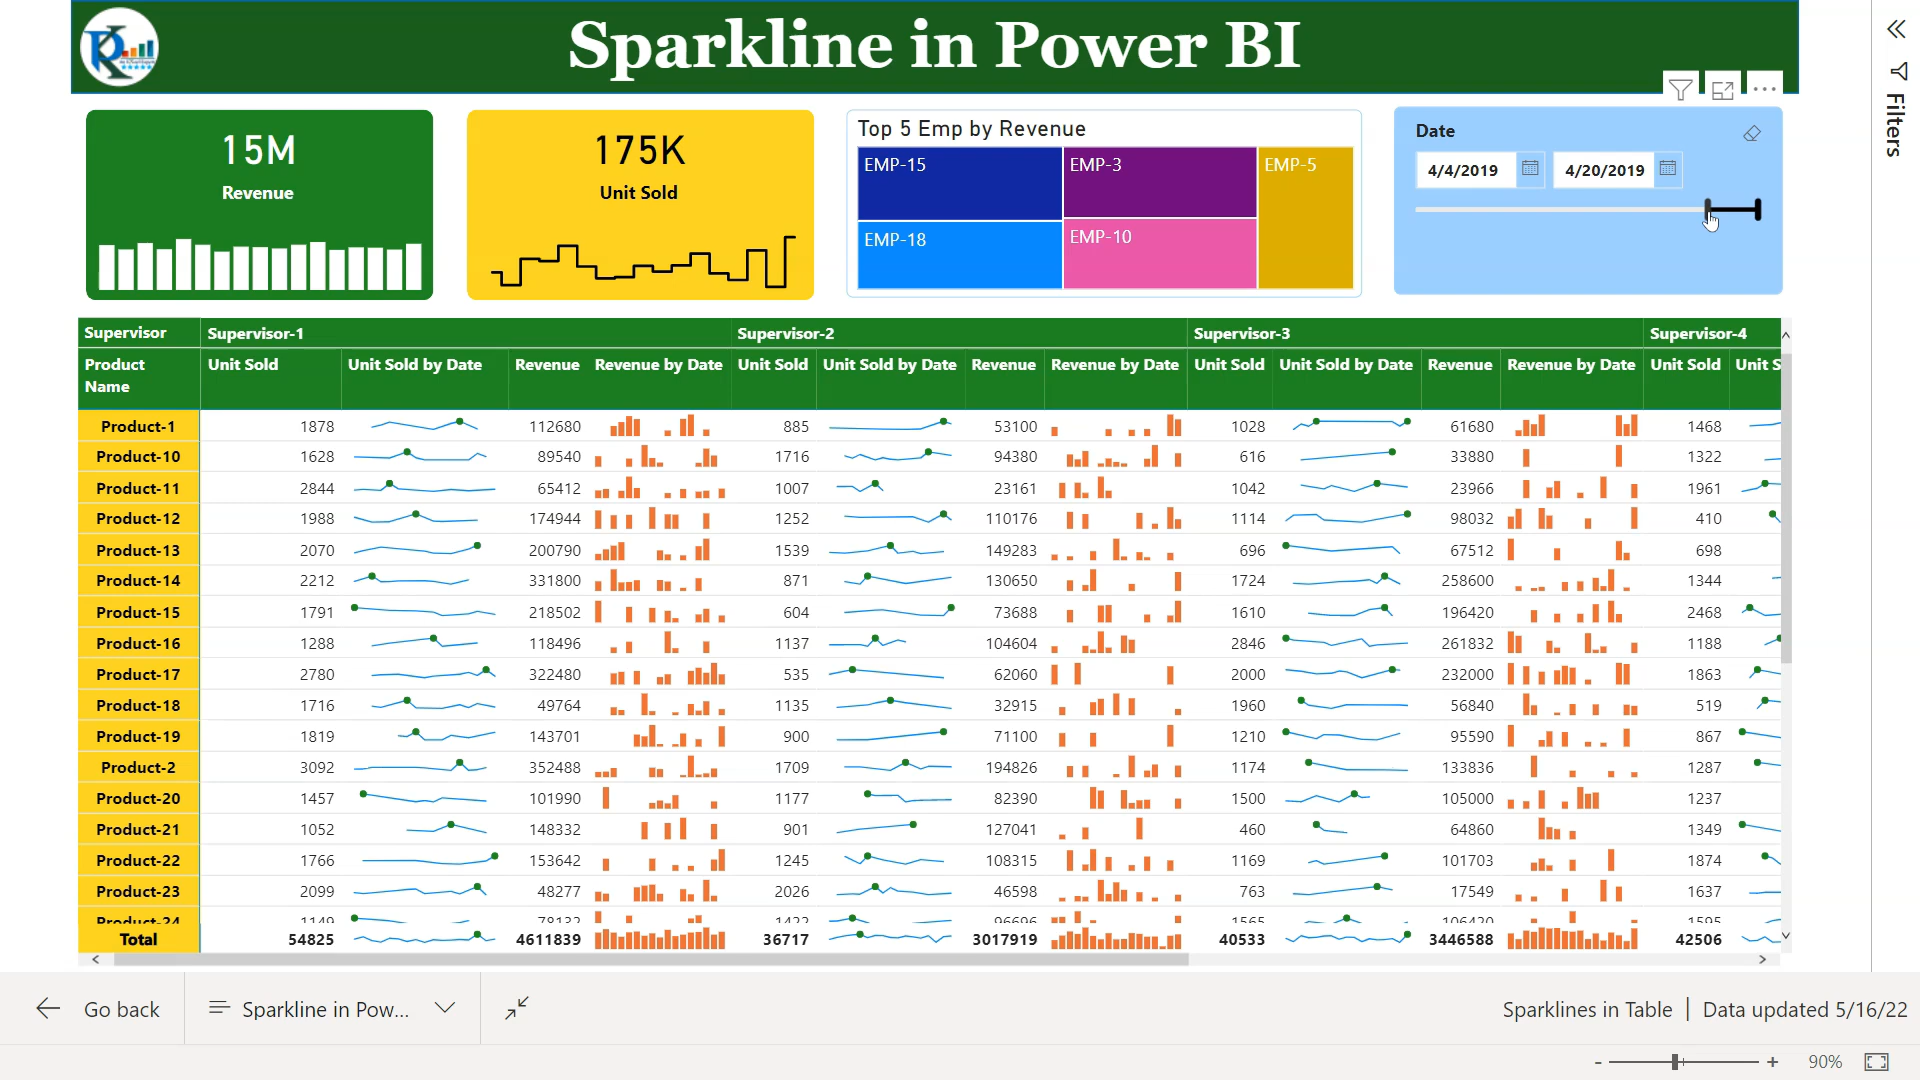 Sparkline in Power BI
15M
Revenue
175K
Unit Sold
Top 5 Emp by Revenue
EMP-15
EMP-3
EMP-5
EMP-18
EMP-10
Date
4/4/2019 4/20/2019
Filters
Supervisor Supervisor-1 Supervisor-2 Supervisor-3 Supervisor-4
Product Name Unit Sold Unit Sold by Date Revenue Revenue by Date Unit Sold Unit Sold by Date Revenue Revenue by Date Unit Sold Unit Sold by Date Revenue Revenue by Date Unit Sold Unit S
Product-1 1878 112680 885 53100 1028 61680 1468
Product-10 1628 89540 1716 94380 616 33880 1322
Product-11 2844 65412 1007 23161 1042 23966 1961
Product-12 1988 174944 1252 110176 1114 98032 410
Product-13 2070 200790 1539 149283 696 67512 698
Product-14 2212 331800 871 130650 1724 258600 1344
Product-15 1791 218502 604 73688 1610 196420 2468
Product-16 1288 118496 1137 104604 2846 261832 1188
Product-17 2780 322480 535 62060 2000 232000 1863
Product-18 1716 49764 1135 32915 1960 56840 519
Product-19 1819 143701 900 71100 1210 95590 867
Product-2 3092 352488 1709 194826 1174 133836 1287
Product-20 1457 101990 1177 82390 1500 105000 1237
Product-21 1052 148332 901 127041 460 64860 1349
Product-22 1766 153642 1245 108315 1169 101703 1874
Product-23 2099 48277 2026 46598 763 17549 1637
Product-24 1149 78132 1422 96696 1565 106420 1595
Total 54825 4611839 36717 3017919 40533 3446588 42506
Go back Sparkline in Pow... Sparklines in Table | Data updated 5/16/22
- + 90%